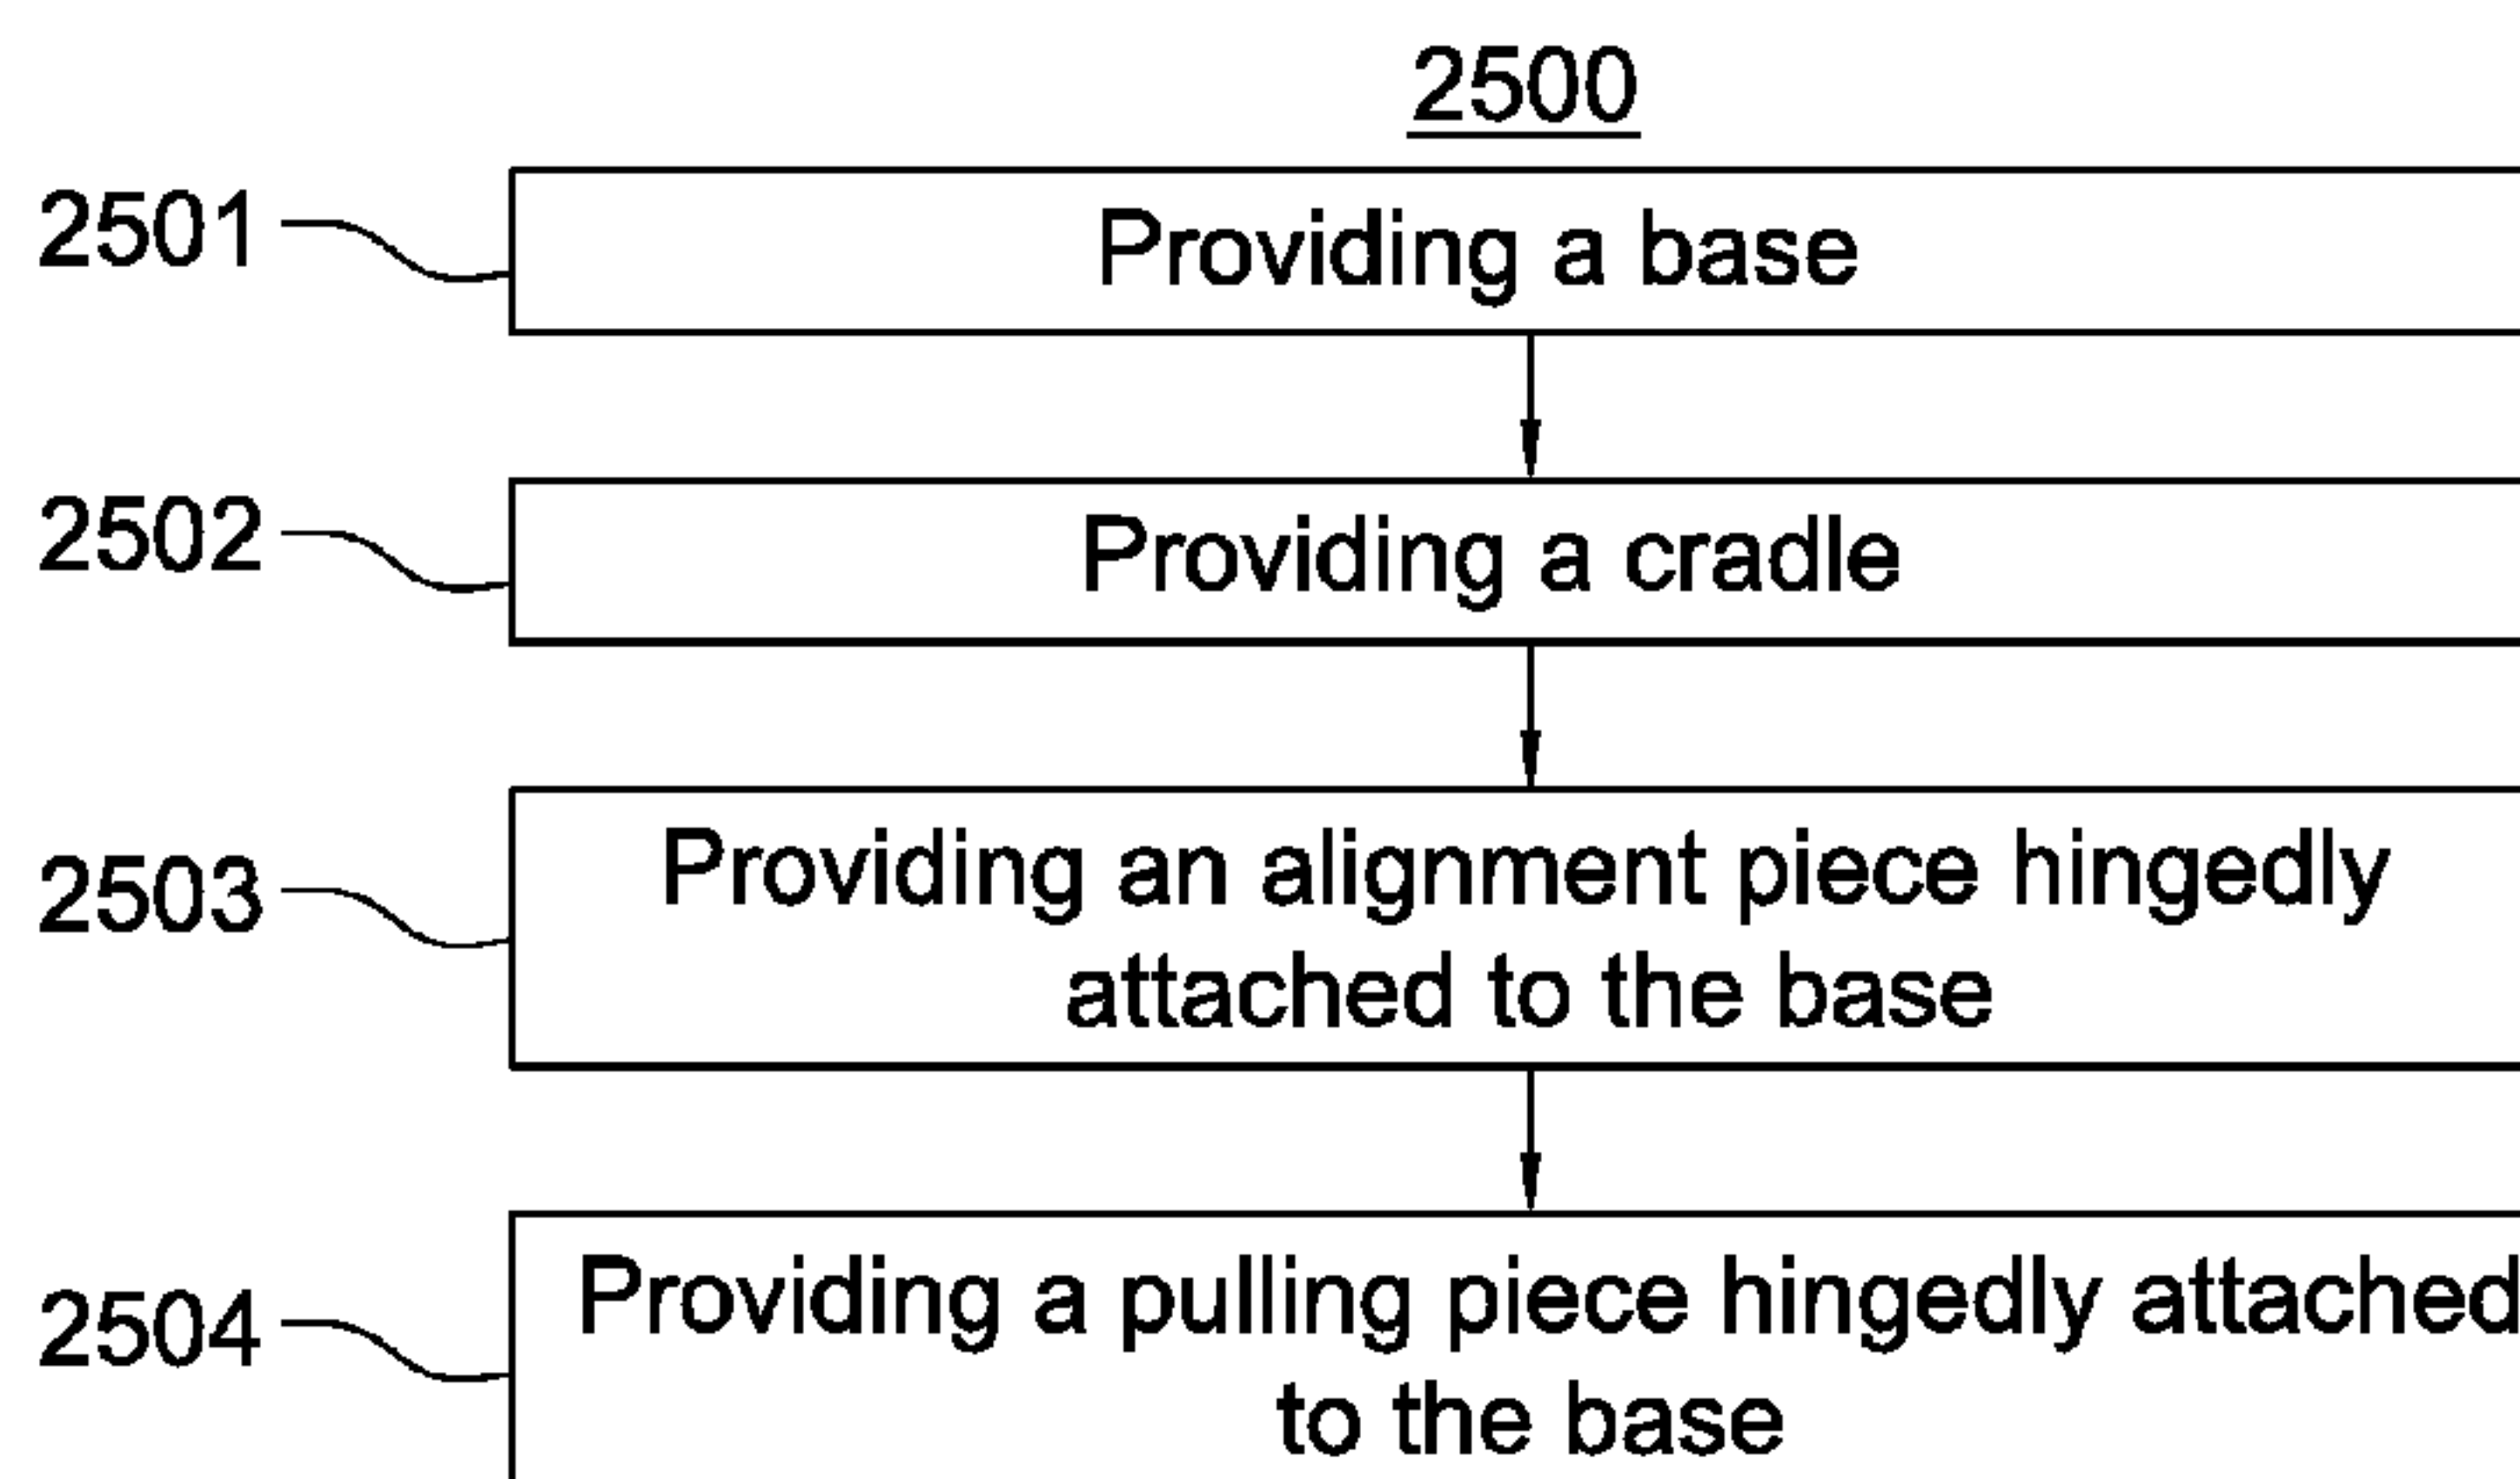 2500
2501
Providing a base
2502
Providing a cradle
2503
Providing an alignment piece hingedly
attached to the base
2504
Providing a pulling piece hingedly attached
to the base